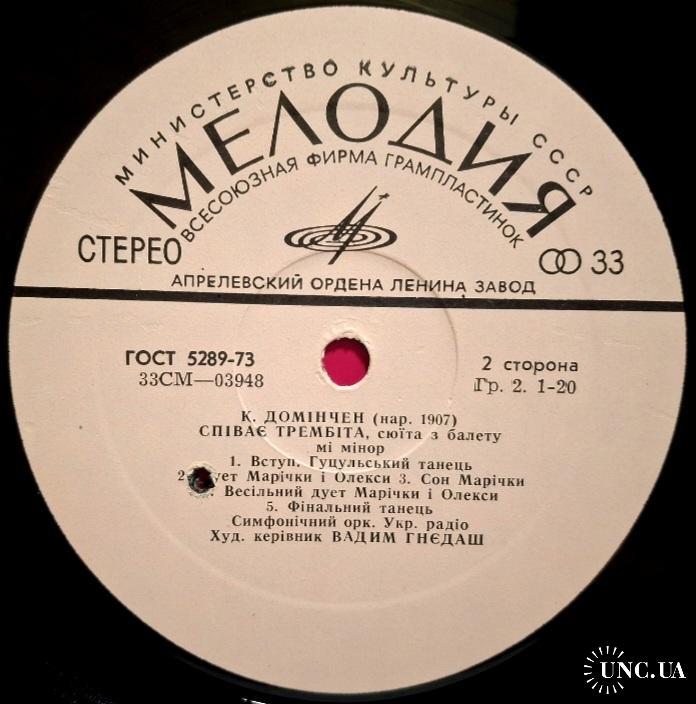 МИНИСТЕРСТВО КУЛЬТУРЫ СССР
МЕЛОДИЯ
ВСЕСОЮЗНАЯ ФИРМА ГРАМПЛАСТИНОК
СТЕРЕО
33
АПРЕЛЕВСКИЙ ОРДЕНА ЛЕНИНА ЗАВОД
ГОСТ 5289-73
33СМ—03948
2 сторона
Гр. 2. 1-20
К. ДОМІНЧЕН (нар. 1907)
СПІВАЄ ТРЕМБІТА, сюїта з балету
мі мінор
1. Вступ. Гуцульський танець
2. Марічки і Олекси 3. Сон Марічки
Весільний дует Марічки і Олекси
5. Фінальний танець
Симфонічний орк. Укр. радіо
Худ. керівник ВАДИМ ГНЄДАШ
UNC.UA